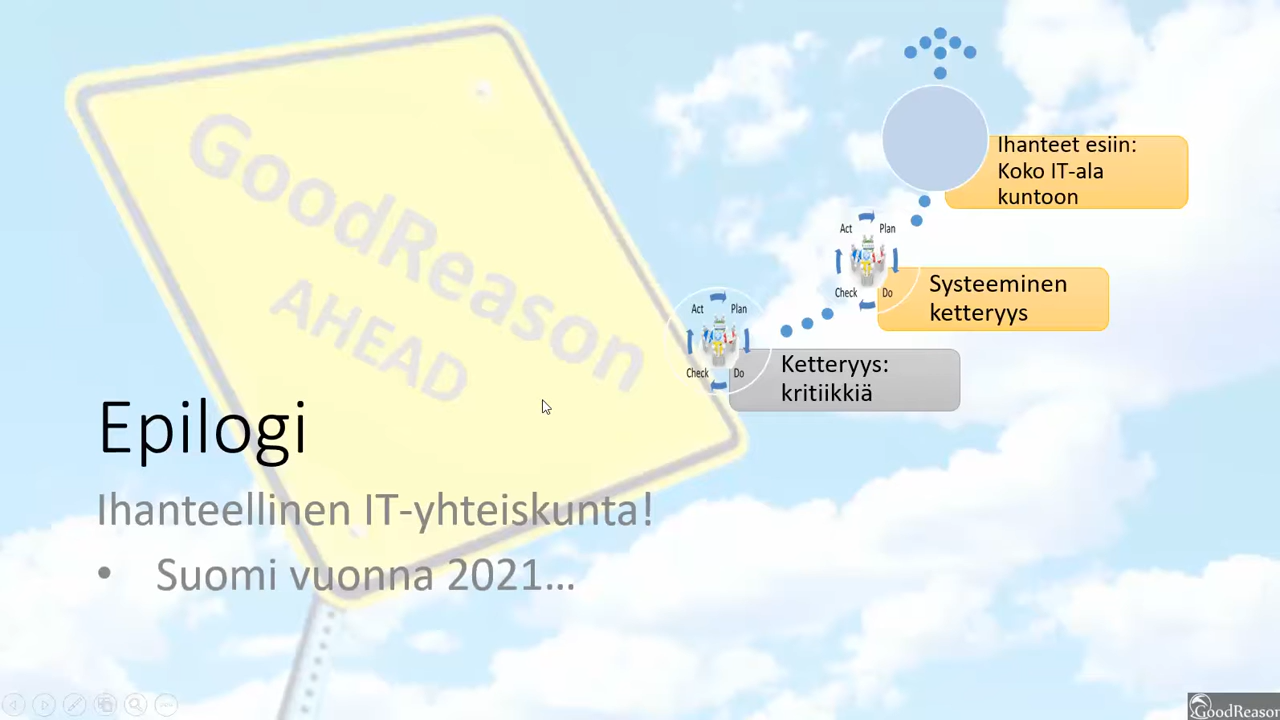 GoodReason
AHEAD
Ihanteet esiin:
Koko IT-ala
kuntoon
Act
Plan
Check
Do
Systeeminen
ketteryys
Act
Plan
Check
Do
Ketteryys:
kritiikkiä
Epilogi
Ihanteellinen IT-yhteiskunta!
• Suomi vuonna 2021...
GoodReason